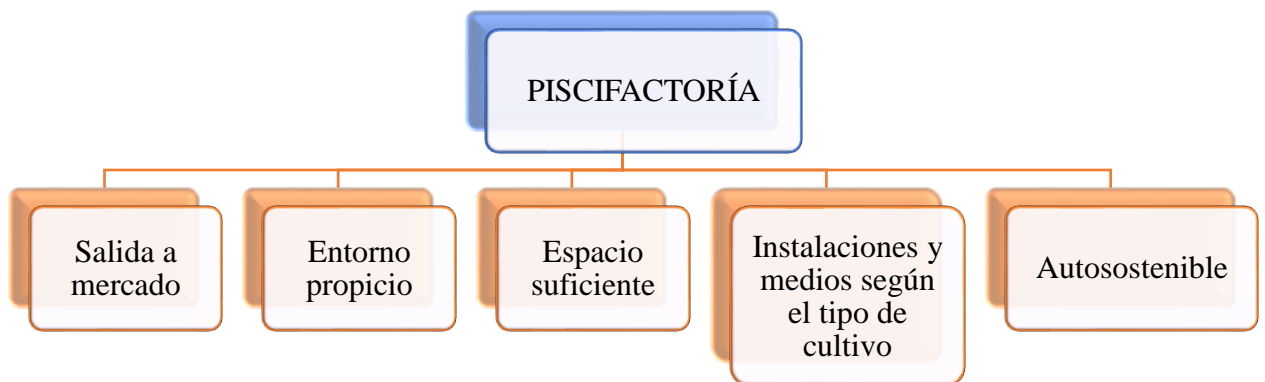 PISCIFACTORÍA
Salida a
mercado
Entorno
propicio
Espacio
suficiente
Instalaciones y
medios según
el tipo de
cultivo
Autosostenible